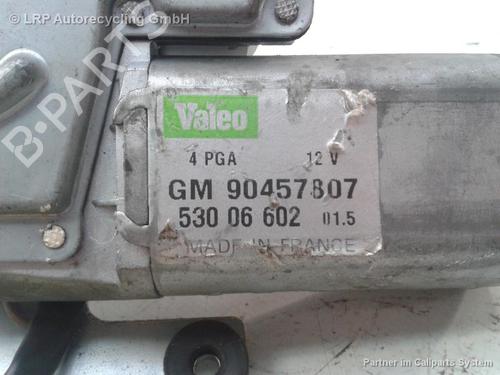 © LRP Autorecycling GmbH
B-PARTS
Valeo
4 PGA 12 V
GM 90457807
530 06 602 01.5
MADE IN FRANCE
Partner im Callparts System